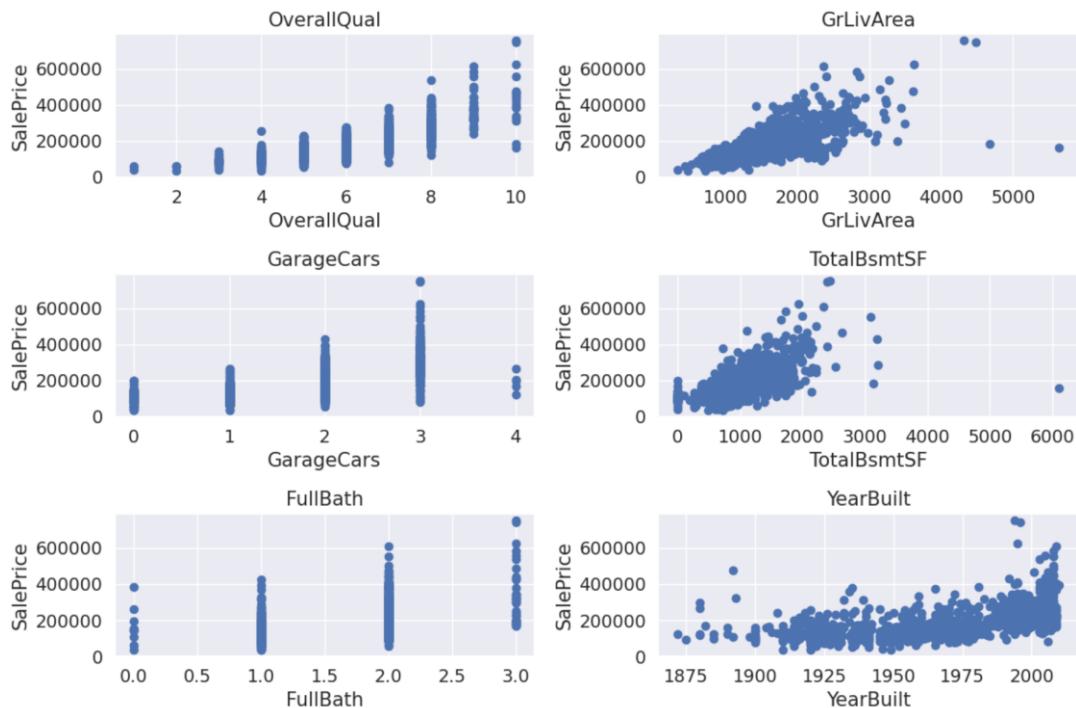 OverallQual
SalePrice
600000
400000
200000
0
2 4 6 8 10
OverallQual
GrLivArea
SalePrice
600000
400000
200000
0
1000 2000 3000 4000 5000
GrLivArea
GarageCars
SalePrice
600000
400000
200000
0
0 1 2 3 4
GarageCars
TotalBsmtSF
SalePrice
600000
400000
200000
0
0 1000 2000 3000 4000 5000 6000
TotalBsmtSF
FullBath
SalePrice
600000
400000
200000
0
0.0 0.5 1.0 1.5 2.0 2.5 3.0
FullBath
YearBuilt
SalePrice
600000
400000
200000
0
1875 1900 1925 1950 1975 2000
YearBuilt